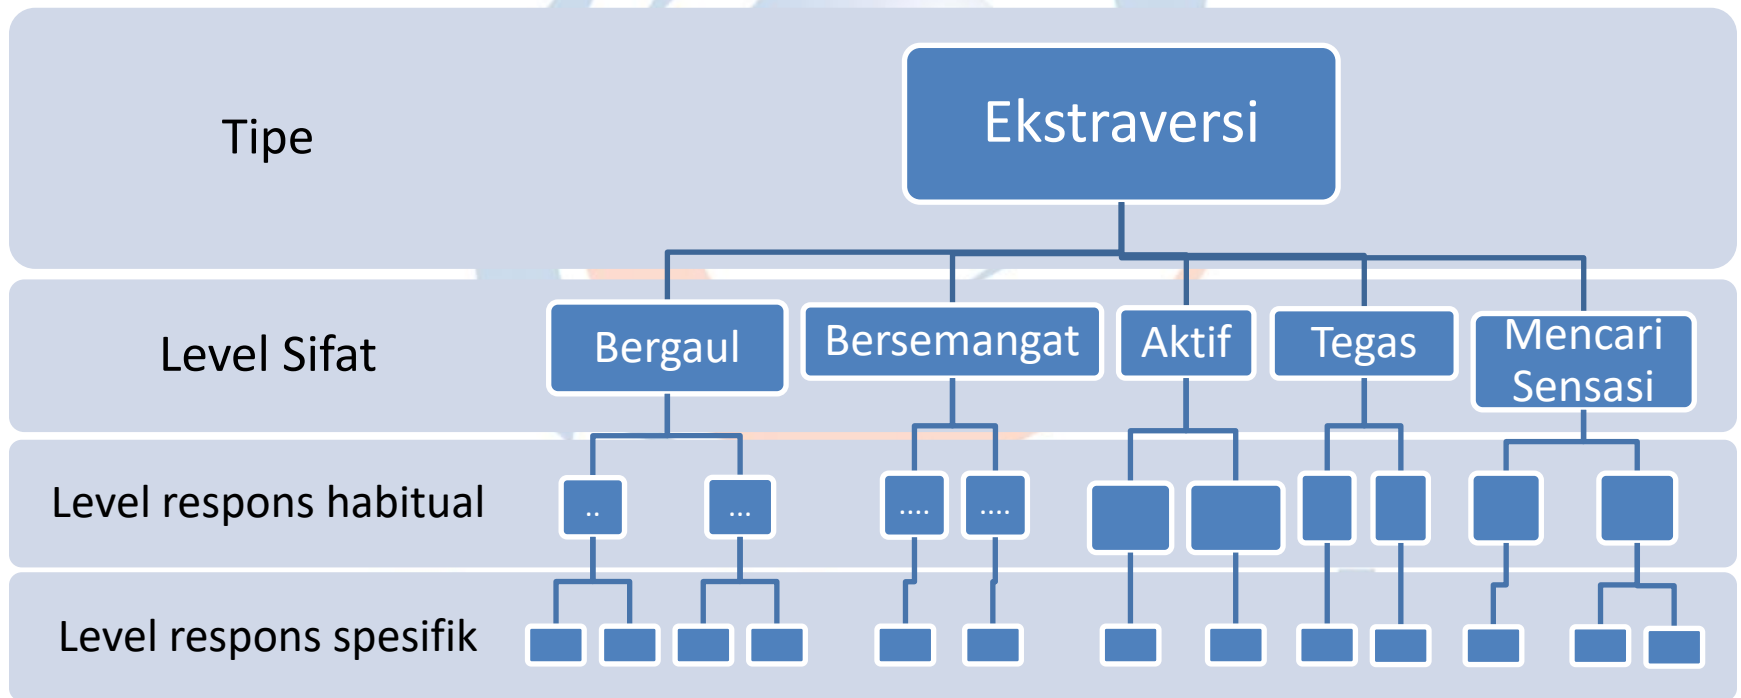 Tipe
Ekstraversi
Level Sifat
Bergaul
Bersemangat
Aktif
Tegas
Mencari
Sensasi
Level respons habitual
..
...
....
....
Level respons spesifik